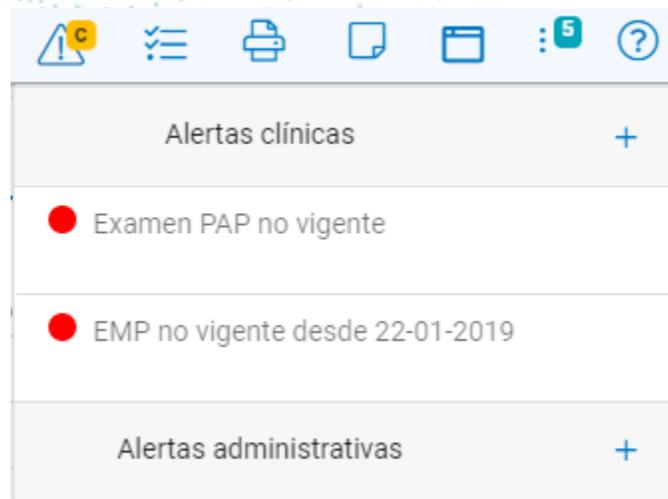 C
5
?
Alertas clínicas +
Examen PAP no vigente
EMP no vigente desde 22-01-2019
Alertas administrativas +